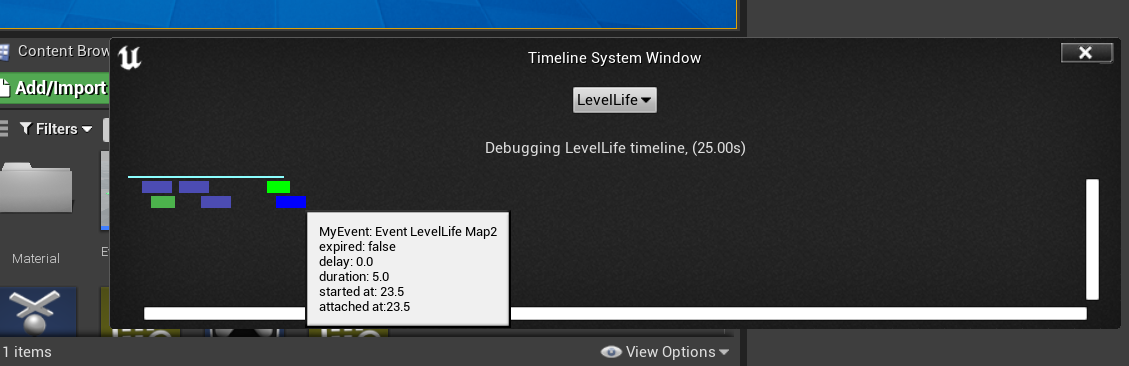 Content Brow
Timeline System Window
Add/Import
LevelLife
Filters
Debugging LevelLife timeline, (25.00s)
MyEvent: Event LevelLife Map2
expired: false
delay: 0.0
duration: 5.0
started at: 23.5
attached at:23.5
Material
E
1 items
View Options